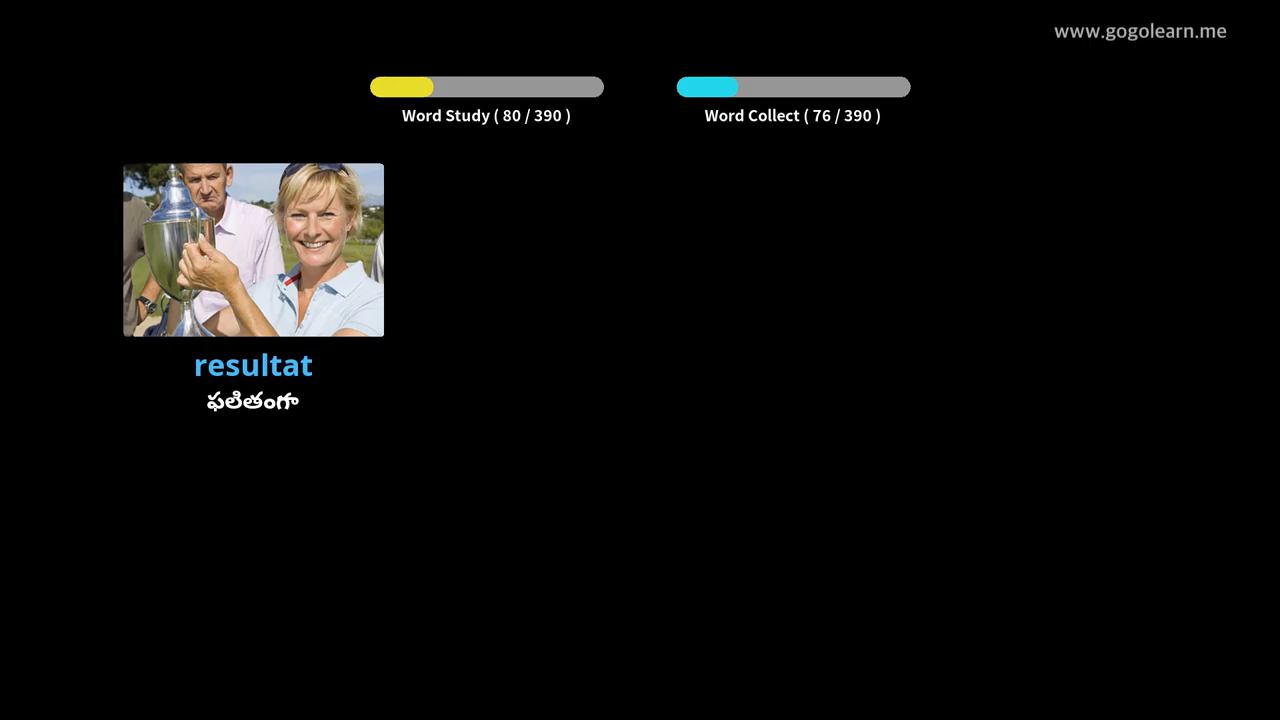 www.gogolearn.me
Word Study ( 80 / 390 )
Word Collect ( 76 / 390 )
resultat
ఫలితంగా